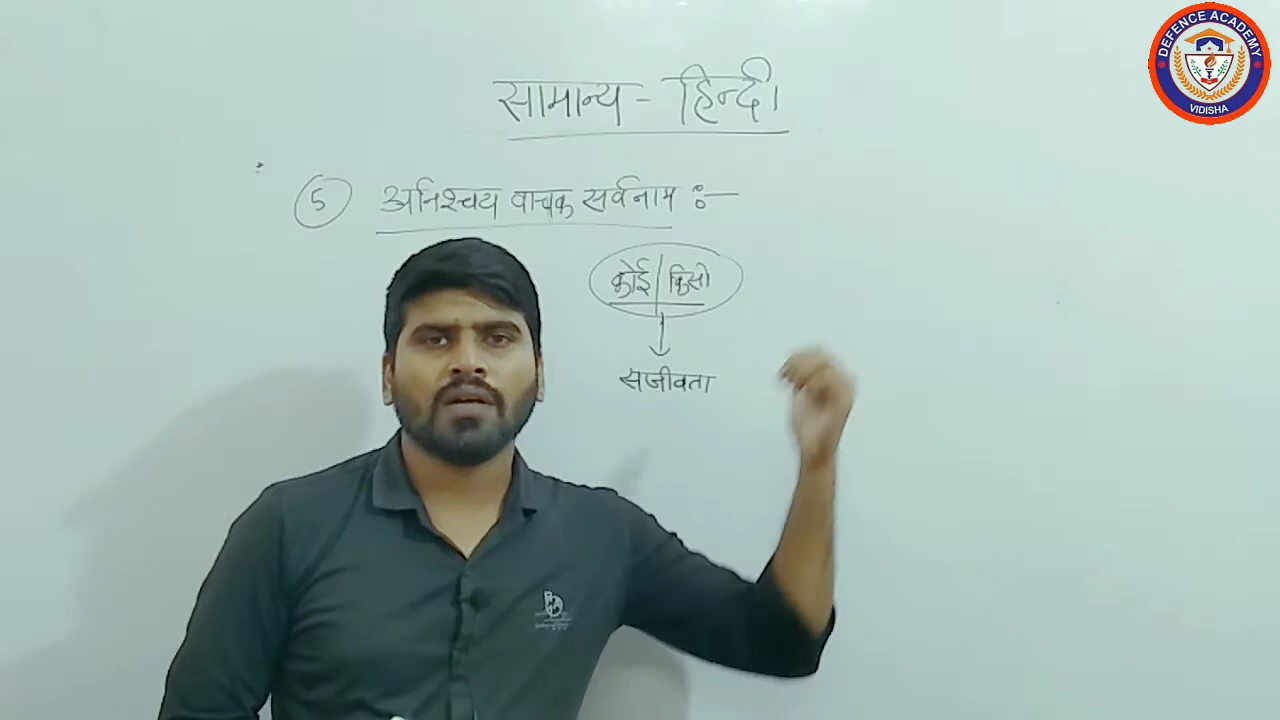 सामान्य - हिन्दी
5 अनिश्चय वाचक सर्वनाम :-
कोई | किसी
सजीवता
DEFENCE ACADEMY
VIDISHA